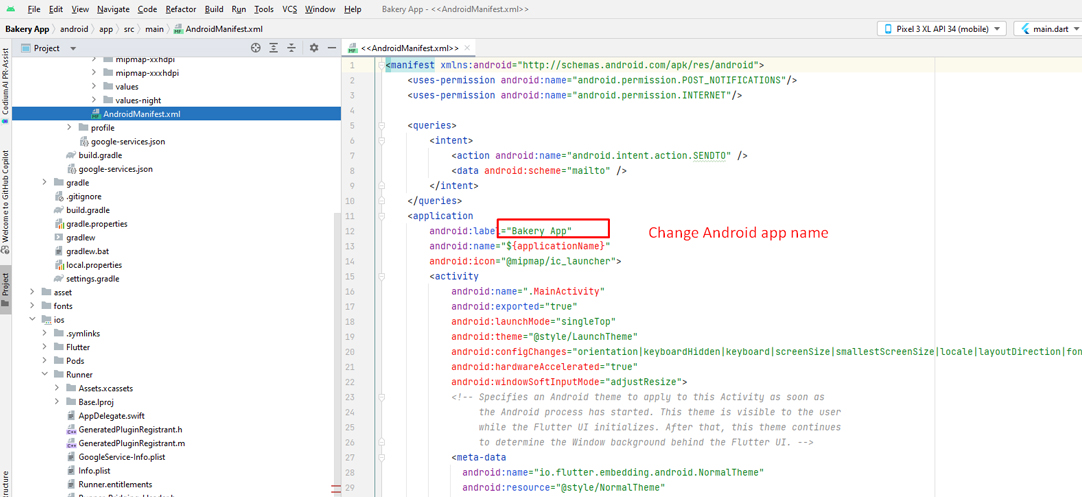 File Edit View Navigate Code Refactor Build Run Tools VCS Window Help Bakery App - <<AndroidManifest.xml>>
Bakery App android app src main AndroidManifest.xml
Pixel 3 XL API 34 (mobile) main.dart
Project
<<AndroidManifest.xml>>
CodiumAI PR-Assist
Welcome to GitHub Copilot
Project
mipmap-xxxhdpi
values
values-night
AndroidManifest.xml
profile
google-services.json
build.gradle
google-services.json
gradle
.gitignore
build.gradle
gradle.properties
gradlew
gradlew.bat
local.properties
settings.gradle
asset
fonts
ios
.symlinks
Flutter
Pods
Runner
Assets.xcassets
Base.lproj
AppDelegate.swift
GeneratedPluginRegistrant.h
GeneratedPluginRegistrant.m
GoogleService-Info.plist
Info.plist
Runner.entitlements
1 <manifest xmlns:android="http://schemas.android.com/apk/res/android">
2 <uses-permission android:name="android.permission.POST_NOTIFICATIONS"/>
3 <uses-permission android:name="android.permission.INTERNET"/>
4
5 <queries>
6 <intent>
7 <action android:name="android.intent.action.SENDTO" />
8 <data android:scheme="mailto" />
9 </intent>
10 </queries>
11 <application
12 android:label="Bakery App"
Change Android app name
13 android:name="${applicationName}"
14 android:icon="@mipmap/ic_launcher">
15 <activity
16 android:name=".MainActivity"
17 android:exported="true"
18 android:launchMode="singleTop"
19 android:theme="@style/LaunchTheme"
20 android:configChanges="orientation|keyboardHidden|keyboard|screenSize|smallestScreenSize|locale|layoutDirection|fon
21 android:hardwareAccelerated="true"
22 android:windowSoftInputMode="adjustResize">
23 <!-- Specifies an Android theme to apply to this Activity as soon as
24 the Android process has started. This theme is visible to the user
25 while the Flutter UI initializes. After that, this theme continues
26 to determine the Window background behind the Flutter UI. -->
27 <meta-data
28 android:name="io.flutter.embedding.android.NormalTheme"
29 android:resource="@style/NormalTheme"